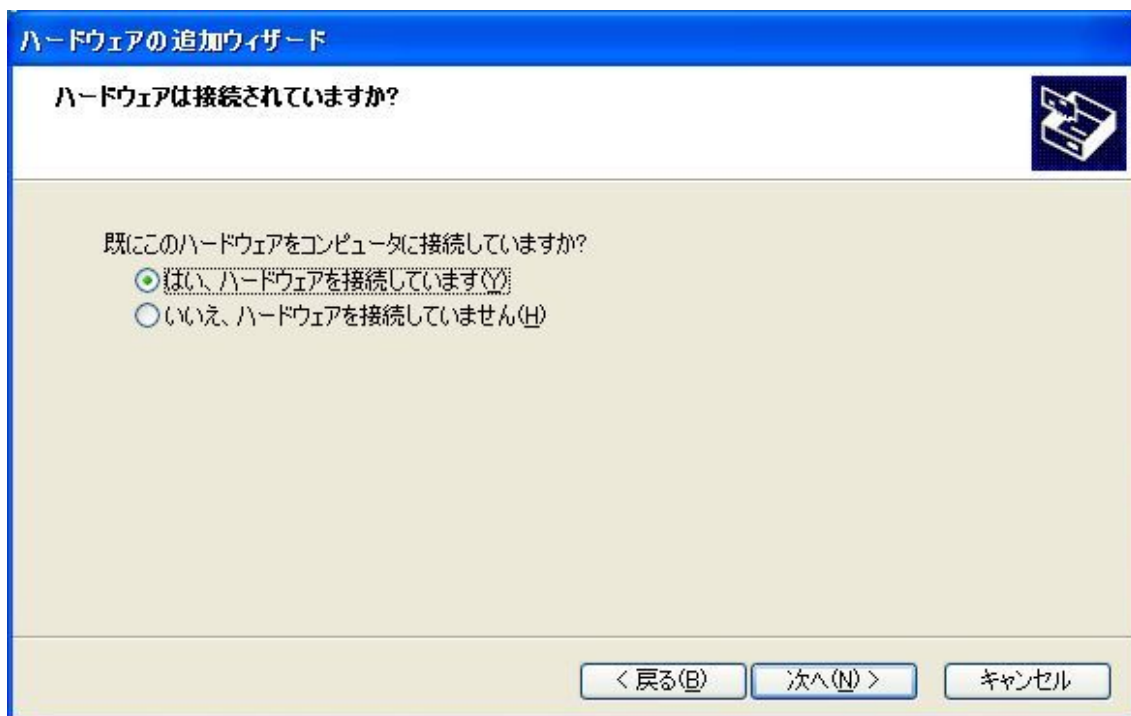 ハードウェアの追加ウィザード
ハードウェアは接続されていますか?
既にこのハードウェアをコンピュータに接続していますか?
はい、ハードウェアを接続しています(Y)
いいえ、ハードウェアを接続していません(H)
< 戻る(B) 次へ(N) > キャンセル